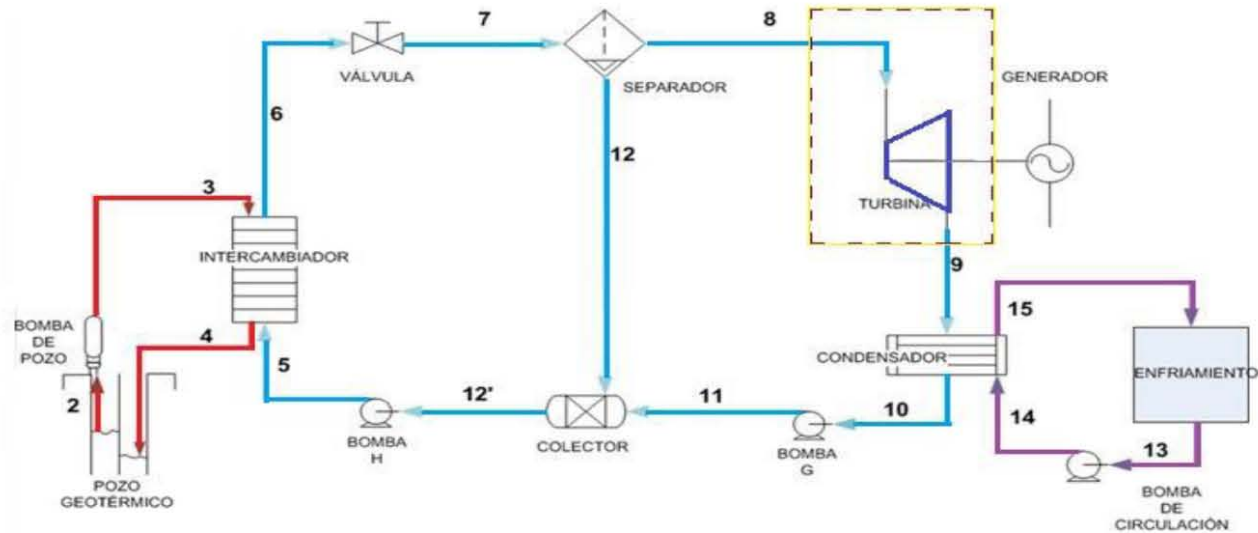 7
8
VÁLVULA
SEPARADOR
GENERADOR
6
12
TURBINA
3
INTERCAMBIADOR
9
15
BOMBA
DE
POZO
4
5
2
CONDENSADOR
ENFRIAMIENTO
12'
11
10
14
13
BOMBA
H
COLECTOR
BOMBA
G
POZO
GEOTÉRMICO
BOMBA
DE
CIRCULACIÓN